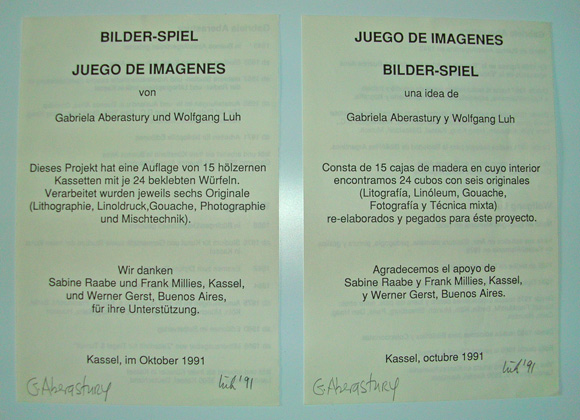 BILDER-SPIEL
JUEGO DE IMAGENES
von
Gabriela Aberastury und Wolfgang Luh
Dieses Projekt hat eine Auflage von 15 hölzernen
Kassetten mit je 24 beklebten Würfeln.
Verarbeitet wurden jeweils sechs Originale
(Lithographie, Linoldruck,Gouache, Photographie
und Mischtechnik).
Wir danken
Sabine Raabe und Frank Millies, Kassel,
und Werner Gerst, Buenos Aires,
für ihre Unterstützung.
Kassel, im Oktober 1991
G Aberastury
Luh '91
JUEGO DE IMAGENES
BILDER-SPIEL
una idea de
Gabriela Aberastury y Wolfgang Luh
Consta de 15 cajas de madera en cuyo interior
encontramos 24 cubos con seis originales
(Litografía, Linóleum, Gouache,
Fotografía y Técnica mixta)
re-elaborados y pegados para éste proyecto.
Agradecemos el apoyo de
Sabine Raabe y Frank Millies, Kassel,
y Werner Gerst, Buenos Aires.
Kassel, octubre 1991
G Aberastury
Luh '91